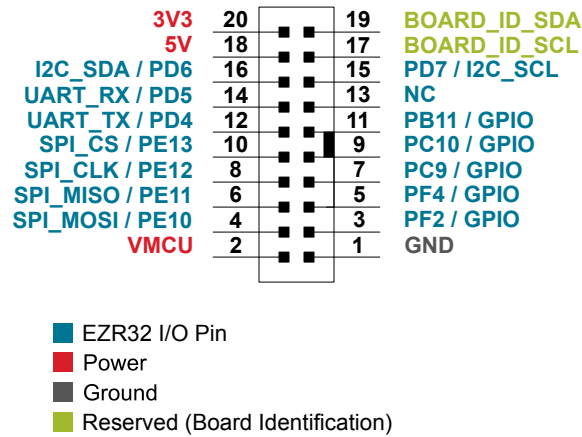 3V3 20 19 BOARD_ID_SDA
5V 18 17 BOARD_ID_SCL
I2C_SDA / PD6 16 15 PD7 / I2C_SCL
UART_RX / PD5 14 13 NC
UART_TX / PD4 12 11 PB11 / GPIO
SPI_CS / PE13 10 9 PC10 / GPIO
SPI_CLK / PE12 8 7 PC9 / GPIO
SPI_MISO / PE11 6 5 PF4 / GPIO
SPI_MOSI / PE10 4 3 PF2 / GPIO
VMCU 2 1 GND
EZR32 I/O Pin
Power
Ground
Reserved (Board Identification)